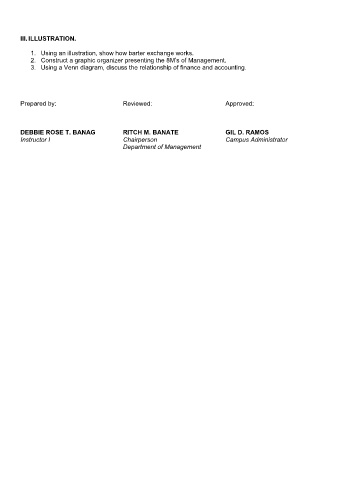 III. ILLUSTRATION.
1. Using an illustration, show how barter exchange works.
2. Construct a graphic organizer presenting the 8M's of Management,
3. Using a Venn diagram, discuss the relationship of finance and accounting.
Prepared by: Reviewed: Approved:
DEBBIE ROSE T. BANAG RITCH M. BANATE GIL D. RAMOS
Instructor I Chairperson Campus Administrator
Department of Management